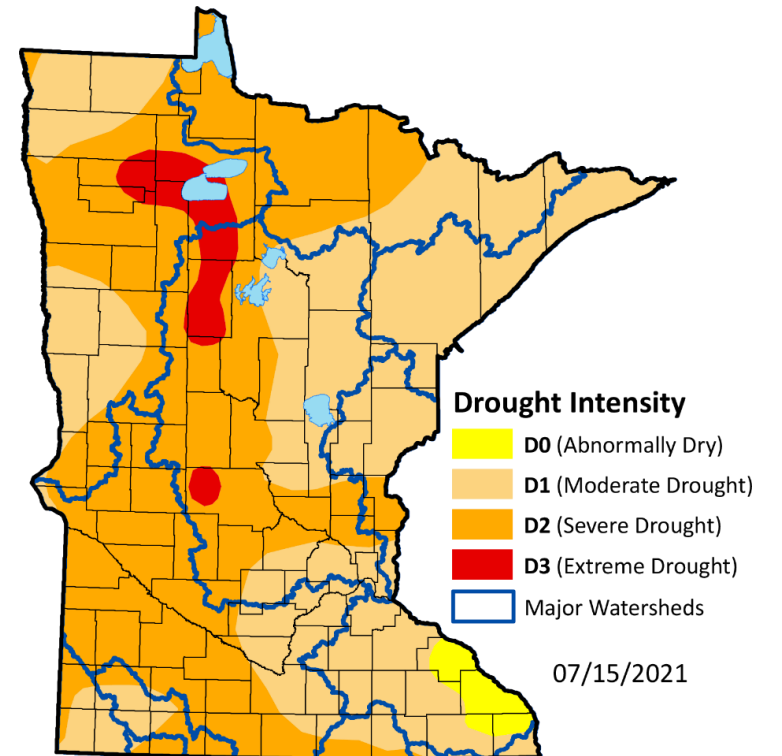 Drought Intensity
D0 (Abnormally Dry)
D1 (Moderate Drought)
D2 (Severe Drought)
D3 (Extreme Drought)
Major Watersheds
07/15/2021